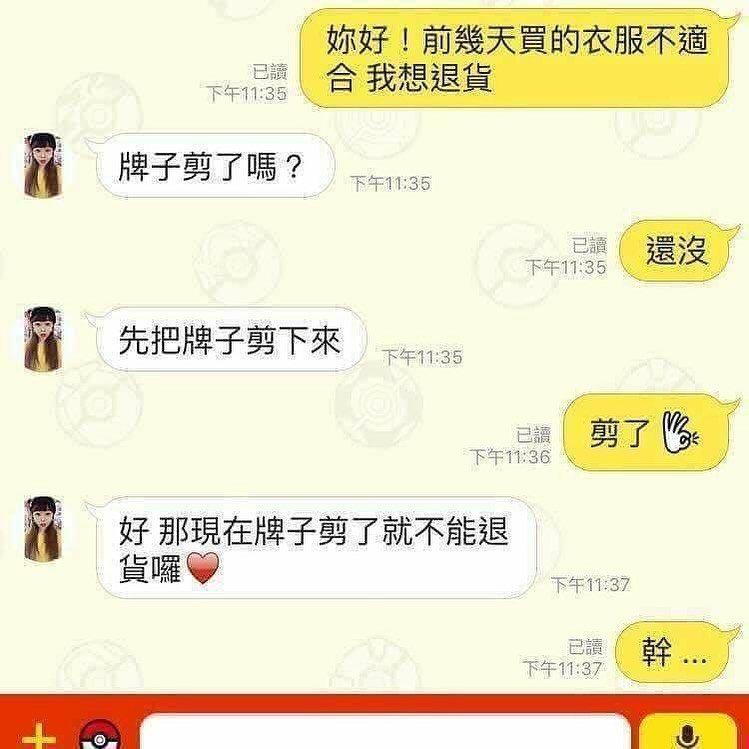 妳好！前幾天買的衣服不適
合 我想退貨
已讀
下午11:35
牌子剪了嗎？
下午11:35
還沒
已讀
下午11:35
先把牌子剪下來
下午11:35
剪了👌
已讀
下午11:36
好 那現在牌子剪了就不能退
貨囉♥️
下午11:37
幹 ...
已讀
下午11:37